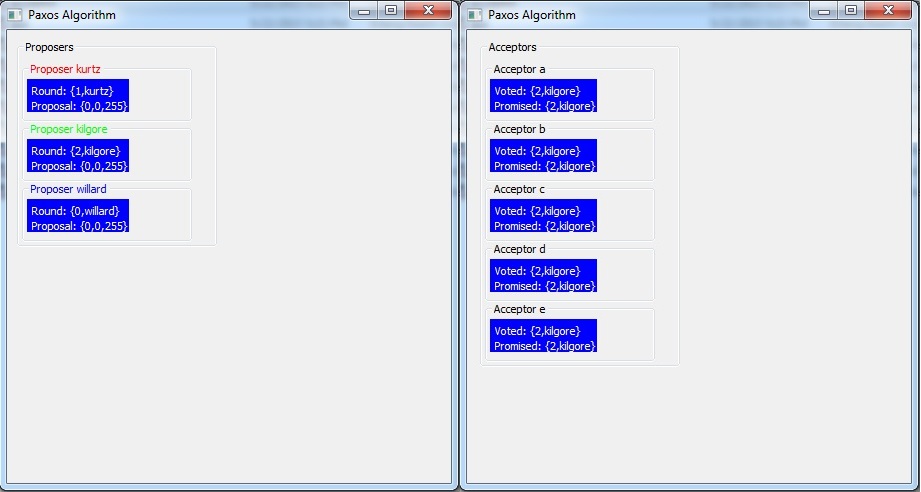 Paxos Algorithm
Proposers
Proposer kurtz
Round: {1,kurtz}
Proposal: {0,0,255}
Proposer kilgore
Round: {2,kilgore}
Proposal: {0,0,255}
Proposer willard
Round: {0,willard}
Proposal: {0,0,255}
Paxos Algorithm
Acceptors
Acceptor a
Voted: {2,kilgore}
Promised: {2,kilgore}
Acceptor b
Voted: {2,kilgore}
Promised: {2,kilgore}
Acceptor c
Voted: {2,kilgore}
Promised: {2,kilgore}
Acceptor d
Voted: {2,kilgore}
Promised: {2,kilgore}
Acceptor e
Voted: {2,kilgore}
Promised: {2,kilgore}